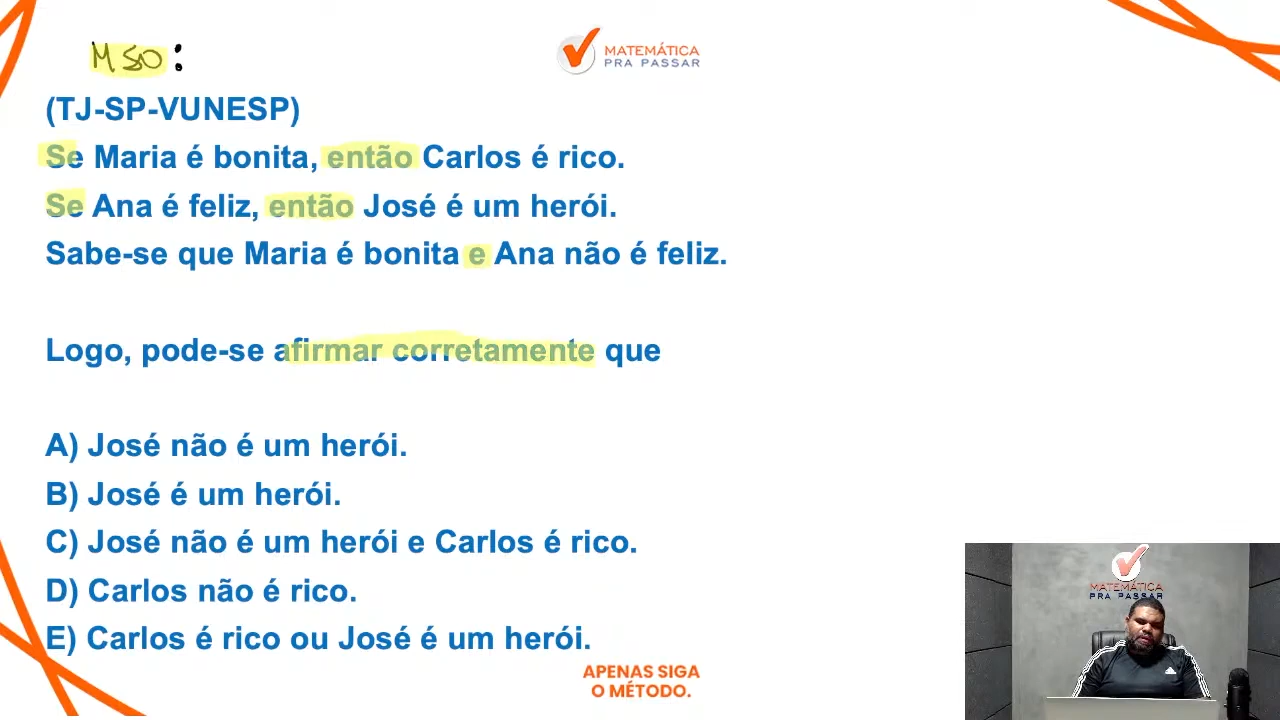 MSO:
MATEMÁTICA
PRA PASSAR
(TJ-SP-VUNESP)
Se Maria é bonita, então Carlos é rico.
Se Ana é feliz, então José é um herói.
Sabe-se que Maria é bonita e Ana não é feliz.
Logo, pode-se afirmar corretamente que
A) José não é um herói.
B) José é um herói.
C) José não é um herói e Carlos é rico.
D) Carlos não é rico.
E) Carlos é rico ou José é um herói.
MATEMÁTICA
PRA PASSAR
APENAS SIGA
O MÉTODO.